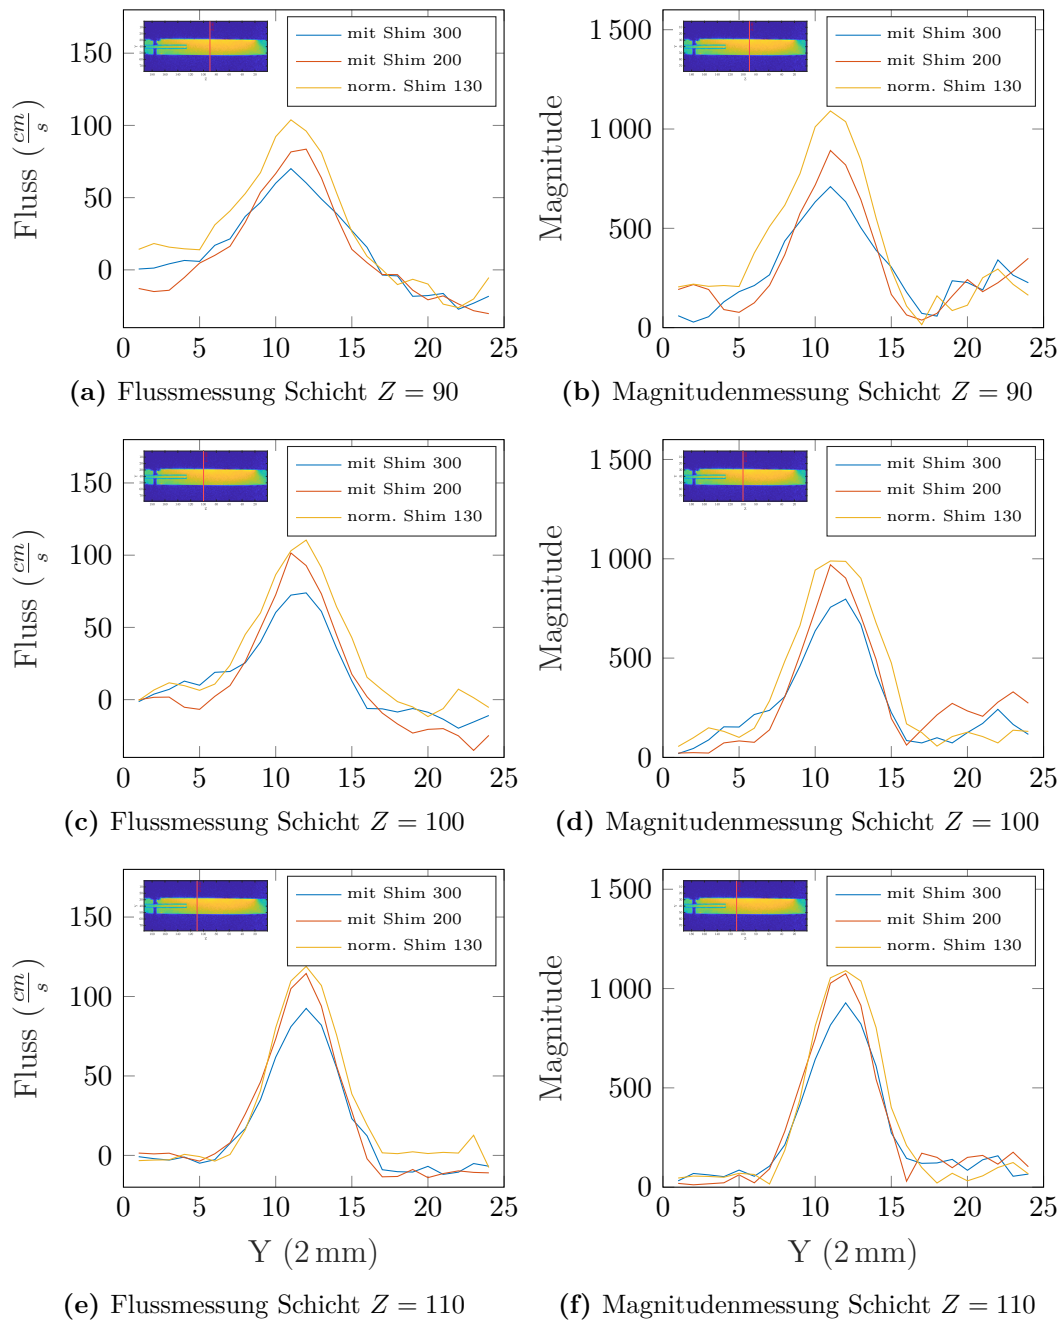 150
100
50
0
Fluss (cm/s)
mit Shim 300
mit Shim 200
norm. Shim 130
0 5 10 15 20 25
(a) Flussmessung Schicht Z = 90
1 500
1 000
500
0
Magnitude
mit Shim 300
mit Shim 200
norm. Shim 130
0 5 10 15 20 25
(b) Magnitudenmessung Schicht Z = 90
150
100
50
0
Fluss (cm/s)
mit Shim 300
mit Shim 200
norm. Shim 130
0 5 10 15 20 25
(c) Flussmessung Schicht Z = 100
1 500
1 000
500
0
Magnitude
mit Shim 300
mit Shim 200
norm. Shim 130
0 5 10 15 20 25
(d) Magnitudenmessung Schicht Z = 100
150
100
50
0
Fluss (cm/s)
mit Shim 300
mit Shim 200
norm. Shim 130
0 5 10 15 20 25
Y (2 mm)
(e) Flussmessung Schicht Z = 110
1 500
1 000
500
0
Magnitude
mit Shim 300
mit Shim 200
norm. Shim 130
0 5 10 15 20 25
Y (2 mm)
(f) Magnitudenmessung Schicht Z = 110